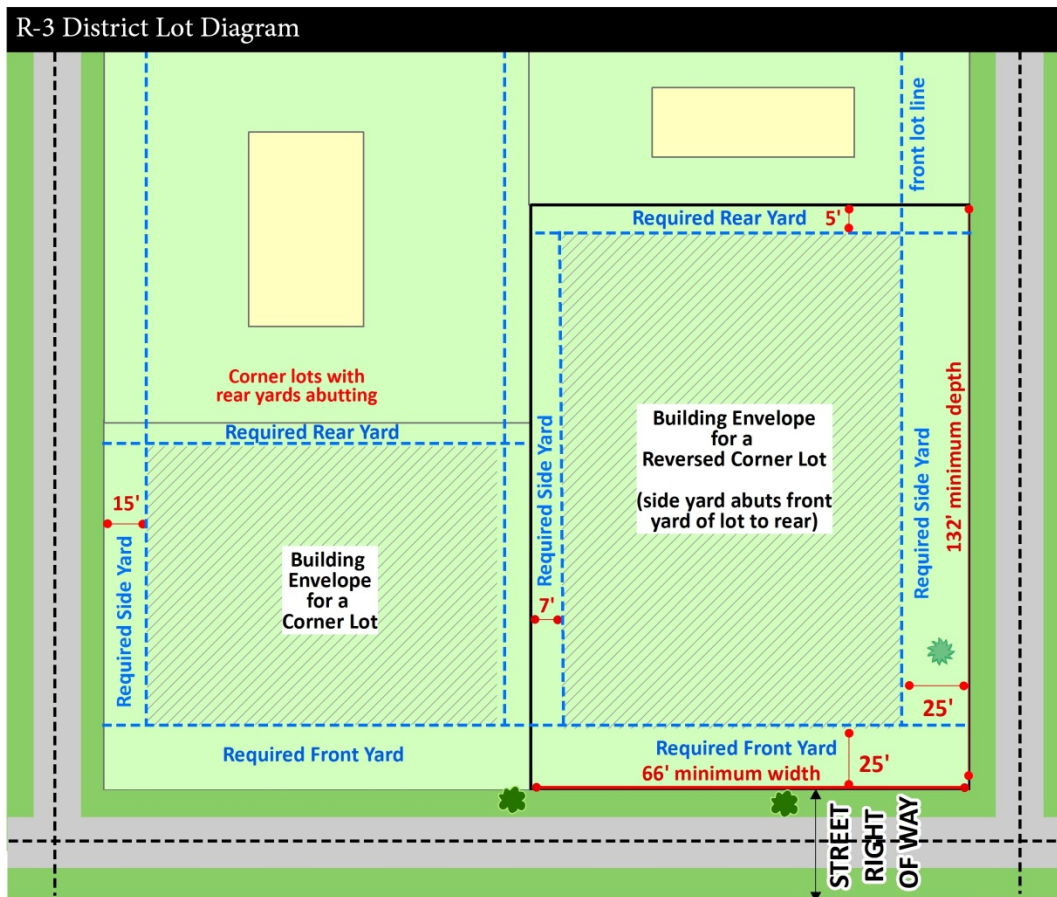 R-3 District Lot Diagram
front lot line
Required Rear Yard
5'
Corner lots with
rear yards abutting
Required Rear Yard
15'
Required Side Yard
Building
Envelope
for a
Corner Lot
Required Front Yard
Required Side Yard
7'
Building Envelope
for a
Reversed Corner Lot
(side yard abuts front
yard of lot to rear)
Required Side Yard
132' minimum depth
25'
Required Front Yard
25'
66' minimum width
STREET
RIGHT
OF WAY